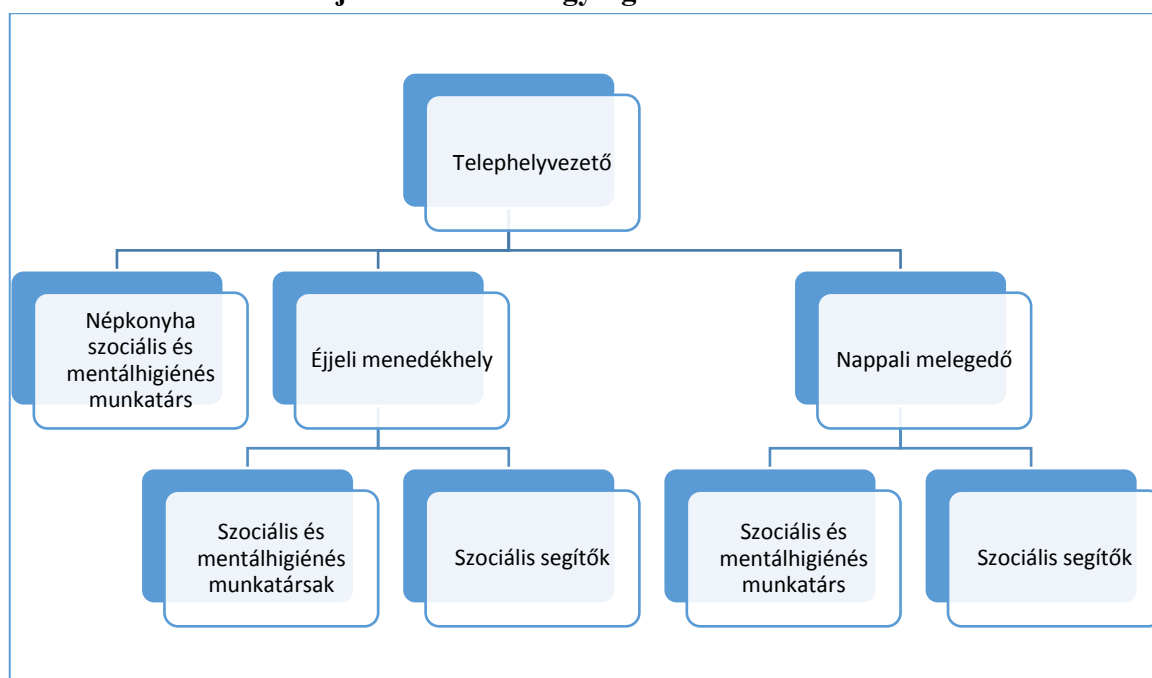 Telephelyvezető
Népkonyha
szociális és
mentálhigiénés
munkatárs
Éjjeli menedékhely
Nappali melegedő
Szociális és
mentálhigiénés
munkatársak
Szociális segítők
Szociális és
mentálhigiénés
munkatárs
Szociális segítők